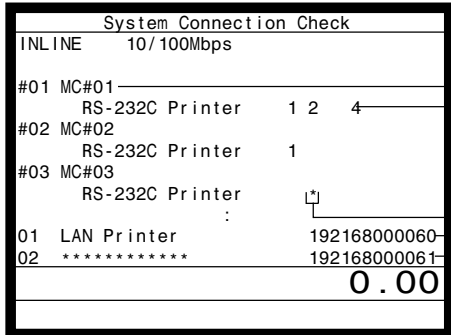 System Connection Check
INLINE 10/100Mbps
#01 MC#01
RS-232C Printer 1 2 4
#02 MC#02
RS-232C Printer 1
#03 MC#03
RS-232C Printer *
:
01 LAN Printer 192168000060
02 ************ 192168000061
0.00